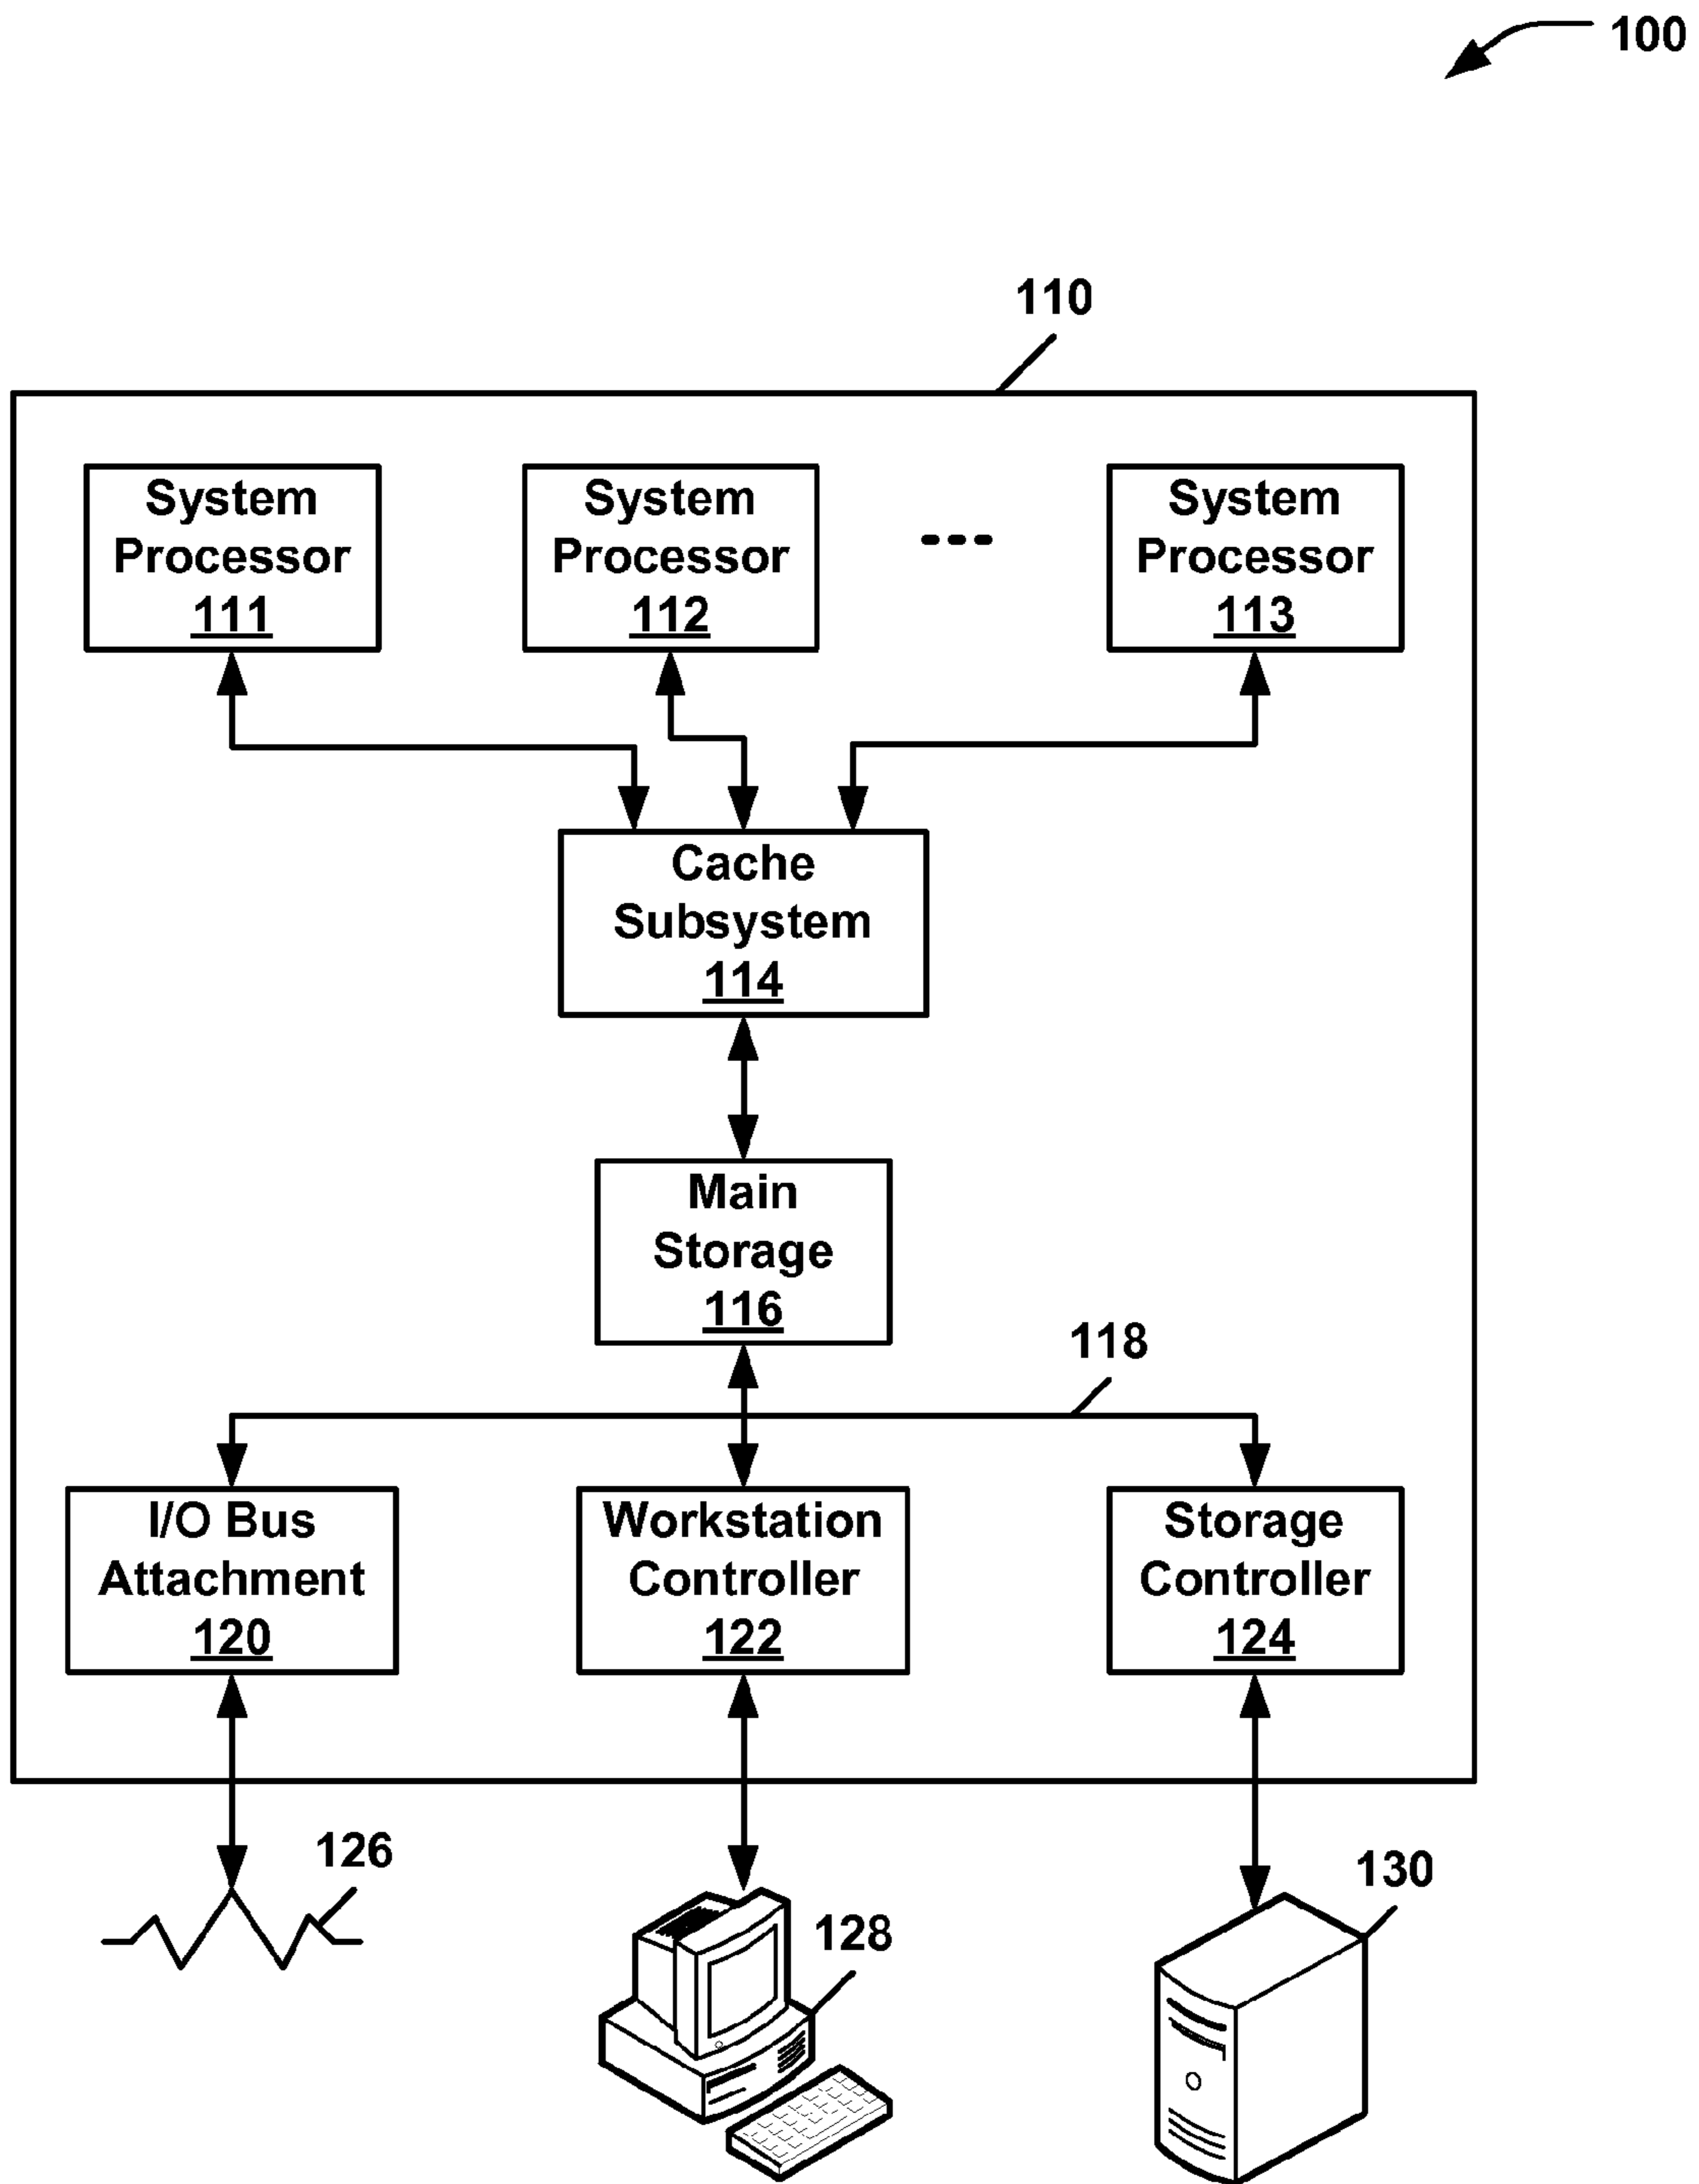 100
110
System
Processor
111
System
Processor
112
System
Processor
113
Cache
Subsystem
114
Main
Storage
116
118
I/O Bus
Attachment
120
Workstation
Controller
122
Storage
Controller
124
126
128
130